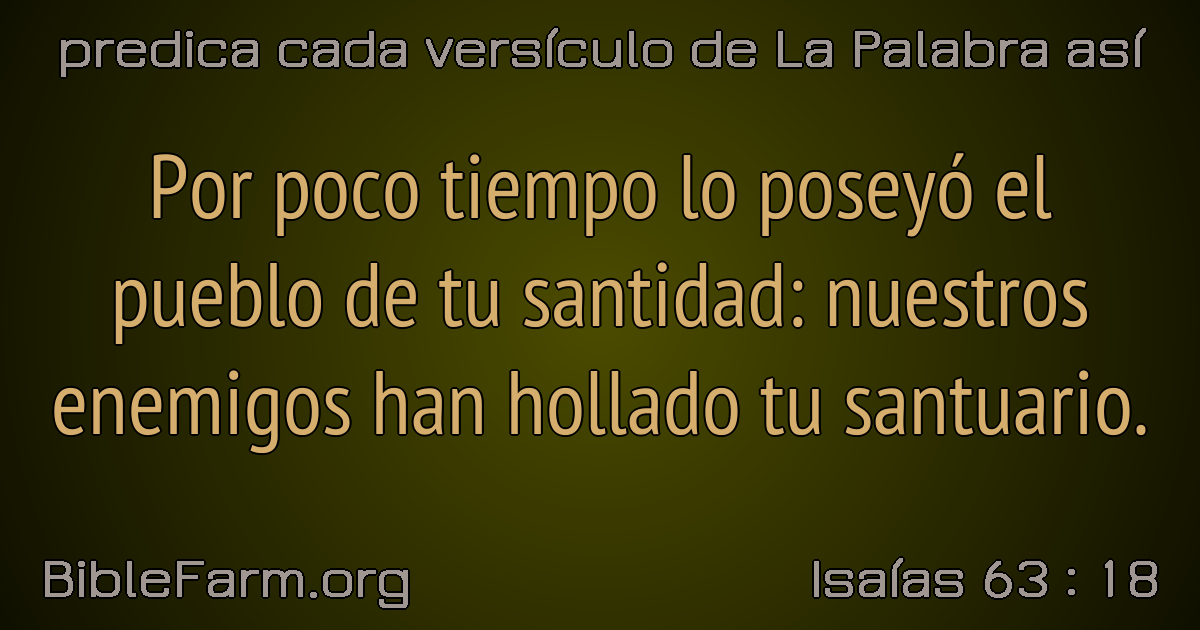 predica cada versículo de La Palabra así
Por poco tiempo lo poseyó el
pueblo de tu santidad: nuestros
enemigos han hollado tu santuario.
BibleFarm.org
Isaías 63 : 18